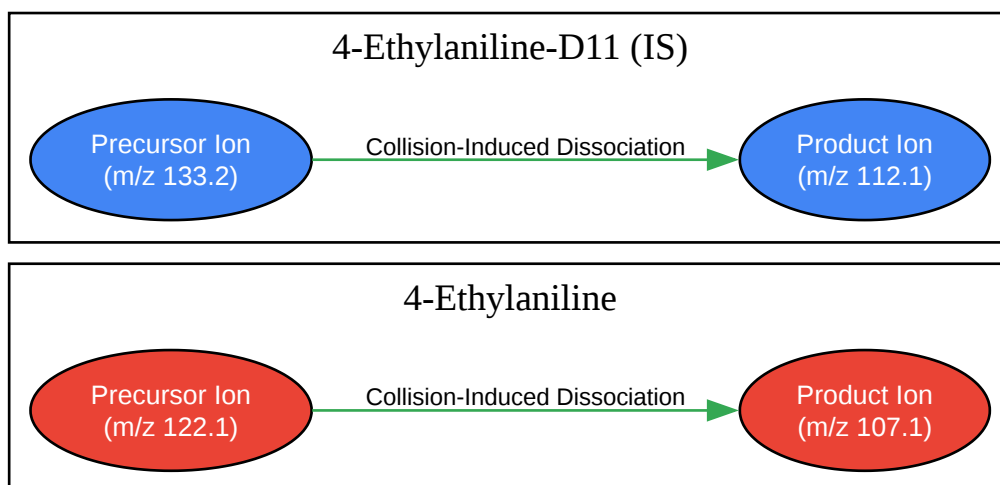 4-Ethylaniline-D11 (IS)
Precursor Ion
(m/z 133.2)
Collision-Induced Dissociation
Product Ion
(m/z 112.1)
4-Ethylaniline
Precursor Ion
(m/z 122.1)
Collision-Induced Dissociation
Product Ion
(m/z 107.1)